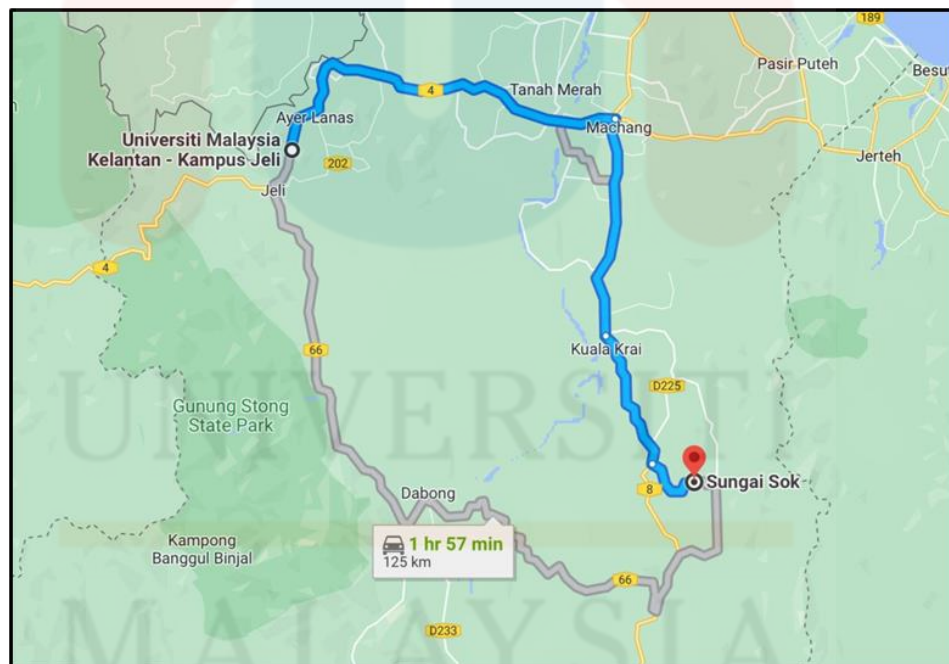 189
Pasir Puteh
Besut
Tanah Merah
4
Ayer Lanas
Machang
Universiti Malaysia
Kelantan - Kampus Jeli
202
Jerteh
Jeli
4
66
Kuala Krai
D225
UNIVERSITI
Gunung Stong
State Park
Sungai Sok
8
Dabong
1 hr 57 min
125 km
Kampong
Banggul Binjal
66
D233
MALAYSIA